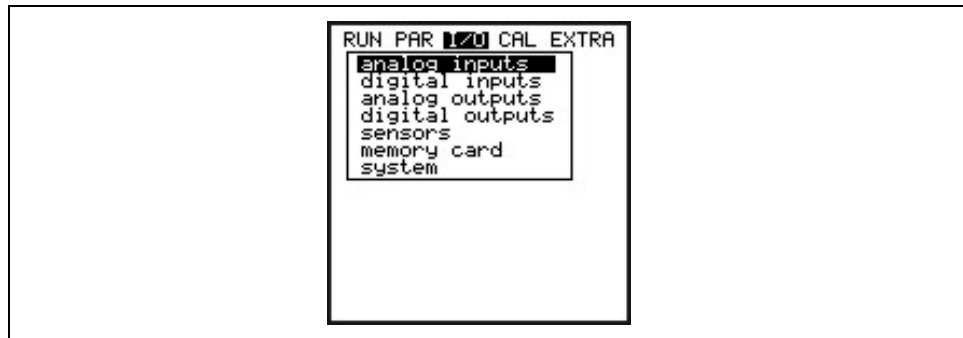 RUN PAR I/O CAL EXTRA
analog inputs
digital inputs
analog outputs
digital outputs
sensors
memory card
system